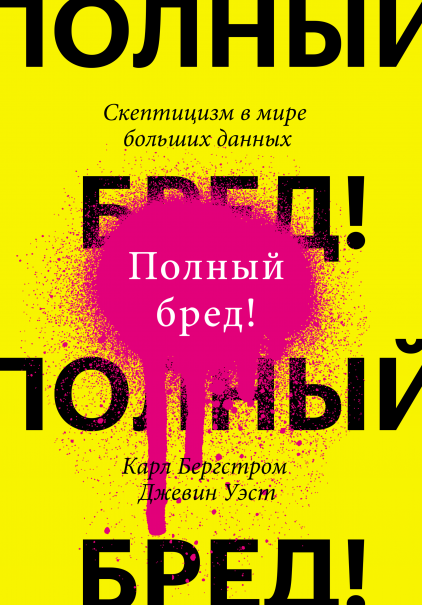 ПОЛНЫЙ
Скептицизм в мире
больших данных
БРЕД!
Полный
бред!
ПОЛНЫЙ
Карл Бергстром
Джевин Уэст
БРЕД!